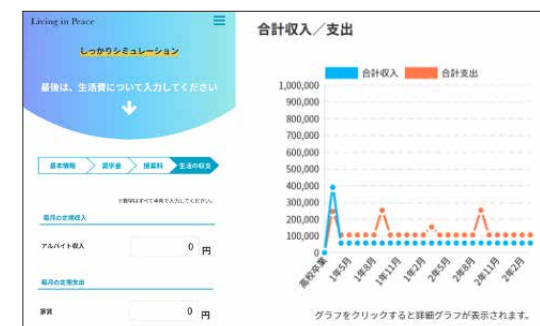 Living in Peace
しっかりシミュレーション
最後は、生活費について入力してください
基本情報
奨学金
授業料
生活の収支
※数字はすべて半角で入力してください。
毎月の定期収入
アルバイト収入
0 円
毎月の定期支出
家賃
0 円
合計収入／支出
合計収入 合計支出
1,000,000
900,000
800,000
700,000
600,000
500,000
400,000
300,000
200,000
100,000
0
高校卒業 1年5月 1年8月 1年11月 1年2月 2年5月 2年8月 2年11月 2年2月
グラフをクリックすると詳細グラフが表示されます。